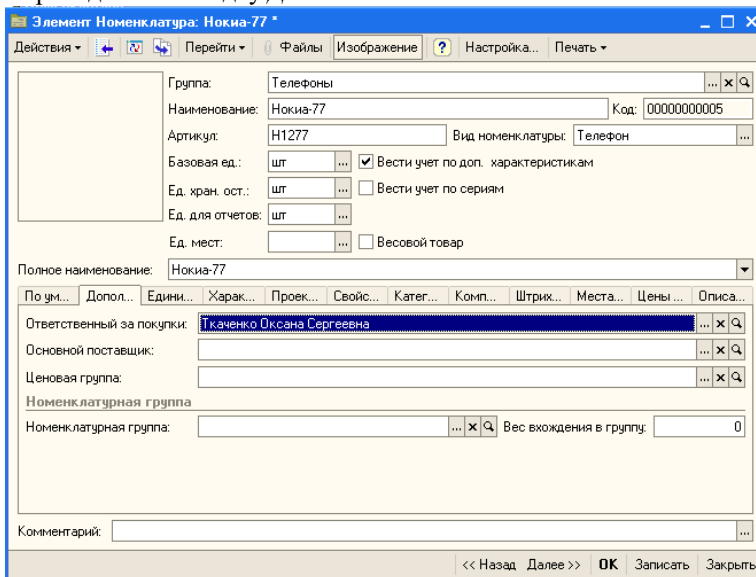 Элемент Номенклатура: Нокиа-77 *
Действия Перейти Файлы Изображение ? Настройка... Печать
Группа: Телефоны ... x
Наименование: Нокиа-77 Код: 00000000005
Артикул: Н1277 Вид номенклатуры: Телефон ...
Базовая ед.: шт ... Вести учет по доп. характеристикам
Ед. хран. ост.: шт ... Вести учет по сериям
Ед. для отчетов: шт ...
Ед. мест: ... Весовой товар
Полное наименование: Нокиа-77
По ум... Допол... Едини... Харак... Проек... Свойс... Катег... Комп... Штрих... Места... Цены ... Описа...
Ответственный за покупки: Ткаченко Оксана Сергеевна ... x
Основной поставщик: ... x
Ценовая группа: ... x
Номенклатурная группа
Номенклатурная группа: ... x Вес вхождения в группу: 0
Комментарий: ...
<< Назад Далее >> OK Записать Закрыть